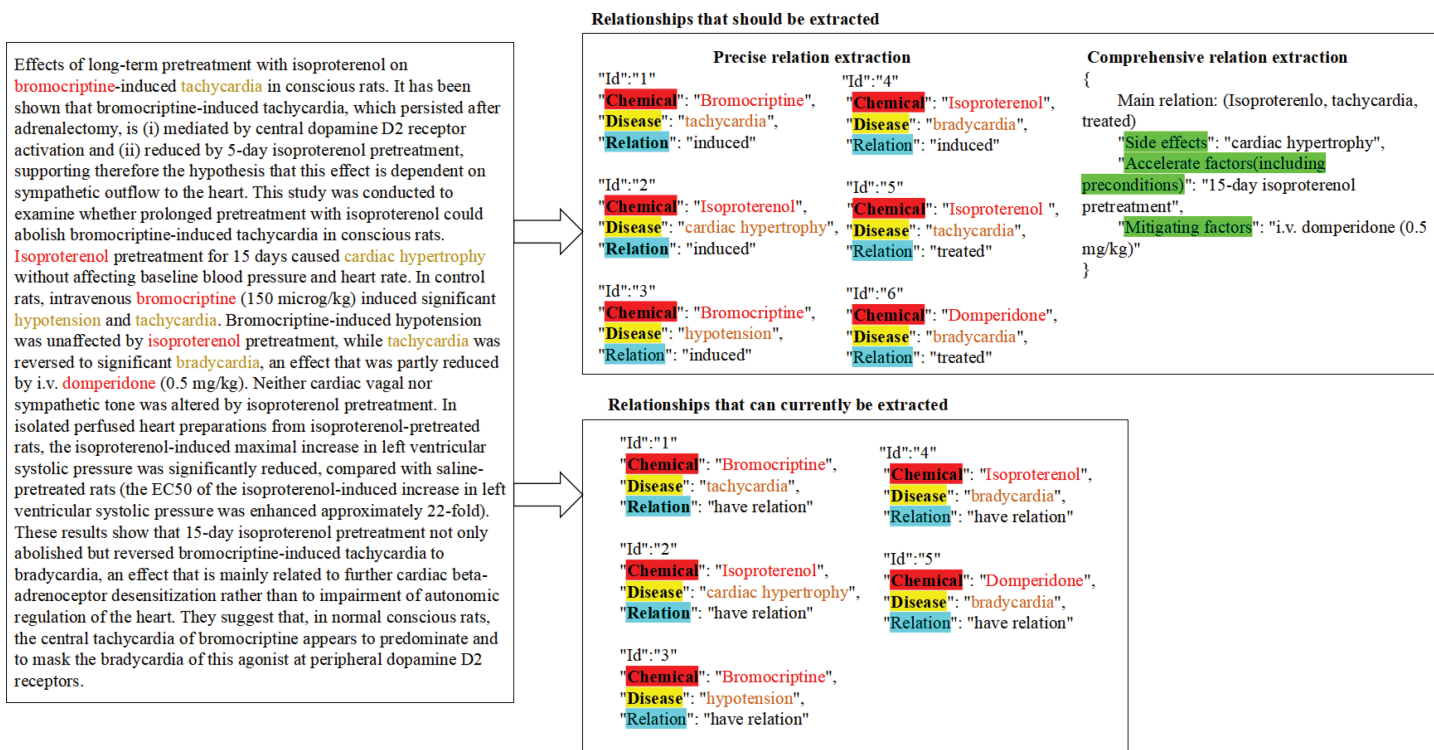 Effects of long-term pretreatment with isoproterenol on
bromocriptine-induced tachycardia in conscious rats. It has been
shown that bromocriptine-induced tachycardia, which persisted after
adrenalectomy, is (i) mediated by central dopamine D2 receptor
activation and (ii) reduced by 5-day isoproterenol pretreatment,
supporting therefore the hypothesis that this effect is dependent on
sympathetic outflow to the heart. This study was conducted to
examine whether prolonged pretreatment with isoproterenol could
abolish bromocriptine-induced tachycardia in conscious rats.
Isoproterenol pretreatment for 15 days caused cardiac hypertrophy
without affecting baseline blood pressure and heart rate. In control
rats, intravenous bromocriptine (150 microg/kg) induced significant
hypotension and tachycardia. Bromocriptine-induced hypotension
was unaffected by isoproterenol pretreatment, while tachycardia was
reversed to significant bradycardia, an effect that was partly reduced
by i.v. domperidone (0.5 mg/kg). Neither cardiac vagal nor
sympathetic tone was altered by isoproterenol pretreatment. In
isolated perfused heart preparations from isoproterenol-pretreated
rats, the isoproterenol-induced maximal increase in left ventricular
systolic pressure was significantly reduced, compared with saline-
pretreated rats (the EC50 of the isoproterenol-induced increase in left
ventricular systolic pressure was enhanced approximately 22-fold).
These results show that 15-day isoproterenol pretreatment not only
abolished but reversed bromocriptine-induced tachycardia to
bradycardia, an effect that is mainly related to further cardiac beta-
adrenoceptor desensitization rather than to impairment of autonomic
regulation of the heart. They suggest that, in normal conscious rats,
the central tachycardia of bromocriptine appears to predominate and
to mask the bradycardia of this agonist at peripheral dopamine D2
receptors.
Relationships that should be extracted
Precise relation extraction
"Id":"1"
"Chemical": "Bromocriptine",
"Disease": "tachycardia",
"Relation": "induced"
"Id":"2"
"Chemical": "Isoproterenol",
"Disease": "cardiac hypertrophy",
"Relation": "induced"
"Id":"3"
"Chemical": "Bromocriptine",
"Disease": "hypotension",
"Relation": "induced"
"Id":"4"
"Chemical": "Isoproterenol",
"Disease": "bradycardia",
"Relation": "induced"
"Id":"5"
"Chemical": "Isoproterenol ",
"Disease": "tachycardia",
"Relation": "treated"
"Id":"6"
"Chemical": "Domperidone",
"Disease": "bradycardia",
"Relation": "treated"
Comprehensive relation extraction
{
Main relation: (Isoproterenlo, tachycardia,
treated)
"Side effects": "cardiac hypertrophy",
"Accelerate factors(including
preconditions)": "15-day isoproterenol
pretreatment",
"Mitigating factors": "i.v. domperidone (0.5
mg/kg)"
}
Relationships that can currently be extracted
"Id":"1"
"Chemical": "Bromocriptine",
"Disease": "tachycardia",
"Relation": "have relation"
"Id":"2"
"Chemical": "Isoproterenol",
"Disease": "cardiac hypertrophy",
"Relation": "have relation"
"Id":"3"
"Chemical": "Bromocriptine",
"Disease": "hypotension",
"Relation": "have relation"
"Id":"4"
"Chemical": "Isoproterenol",
"Disease": "bradycardia",
"Relation": "have relation"
"Id":"5"
"Chemical": "Domperidone",
"Disease": "bradycardia",
"Relation": "have relation"